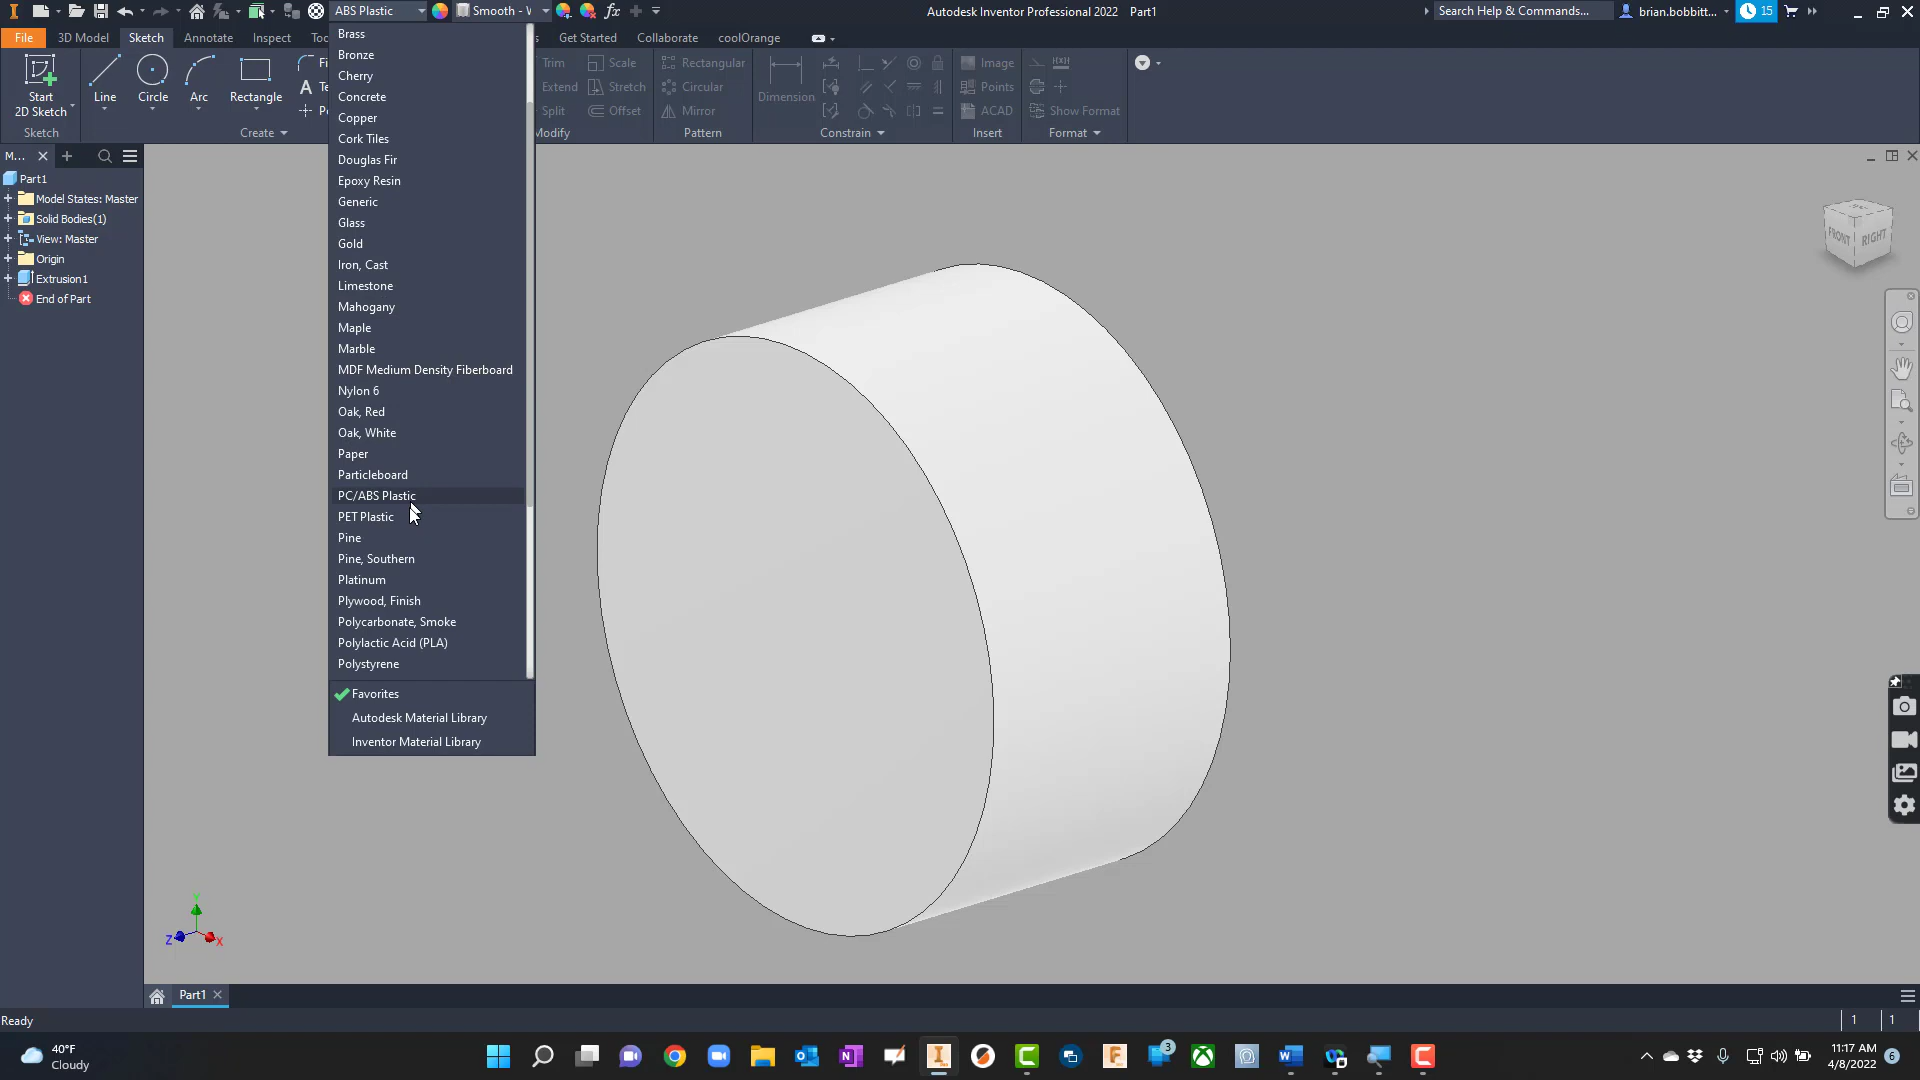 ABS Plastic
Smooth - W
Autodesk Inventor Professional 2022 Part1
Search Help & Commands...
brian.bobbitt...
15
File
3D Model
Sketch
Annotate
Inspect
Get Started
Collaborate
coolOrange
Start
2D Sketch
Line
Circle
Arc
Rectangle
Trim
Extend
Split
Scale
Stretch
Offset
Rectangular
Circular
Mirror
Dimension
Image
Points
ACAD
Show Format
Sketch
Create
Modify
Pattern
Constrain
Insert
Format
M...
Part1
Model States: Master
Solid Bodies(1)
View: Master
Origin
Extrusion1
End of Part
Brass
Bronze
Cherry
Concrete
Copper
Cork Tiles
Douglas Fir
Epoxy Resin
Generic
Glass
Gold
Iron, Cast
Limestone
Mahogany
Maple
Marble
MDF Medium Density Fiberboard
Nylon 6
Oak, Red
Oak, White
Paper
Particleboard
PC/ABS Plastic
PET Plastic
Pine
Pine, Southern
Platinum
Plywood, Finish
Polycarbonate, Smoke
Polylactic Acid (PLA)
Polystyrene
Favorites
Autodesk Material Library
Inventor Material Library
FRONT
RIGHT
Y
Z
X
Part1
Ready
1
1
40°F
Cloudy
3
11:17 AM
4/8/2022
6